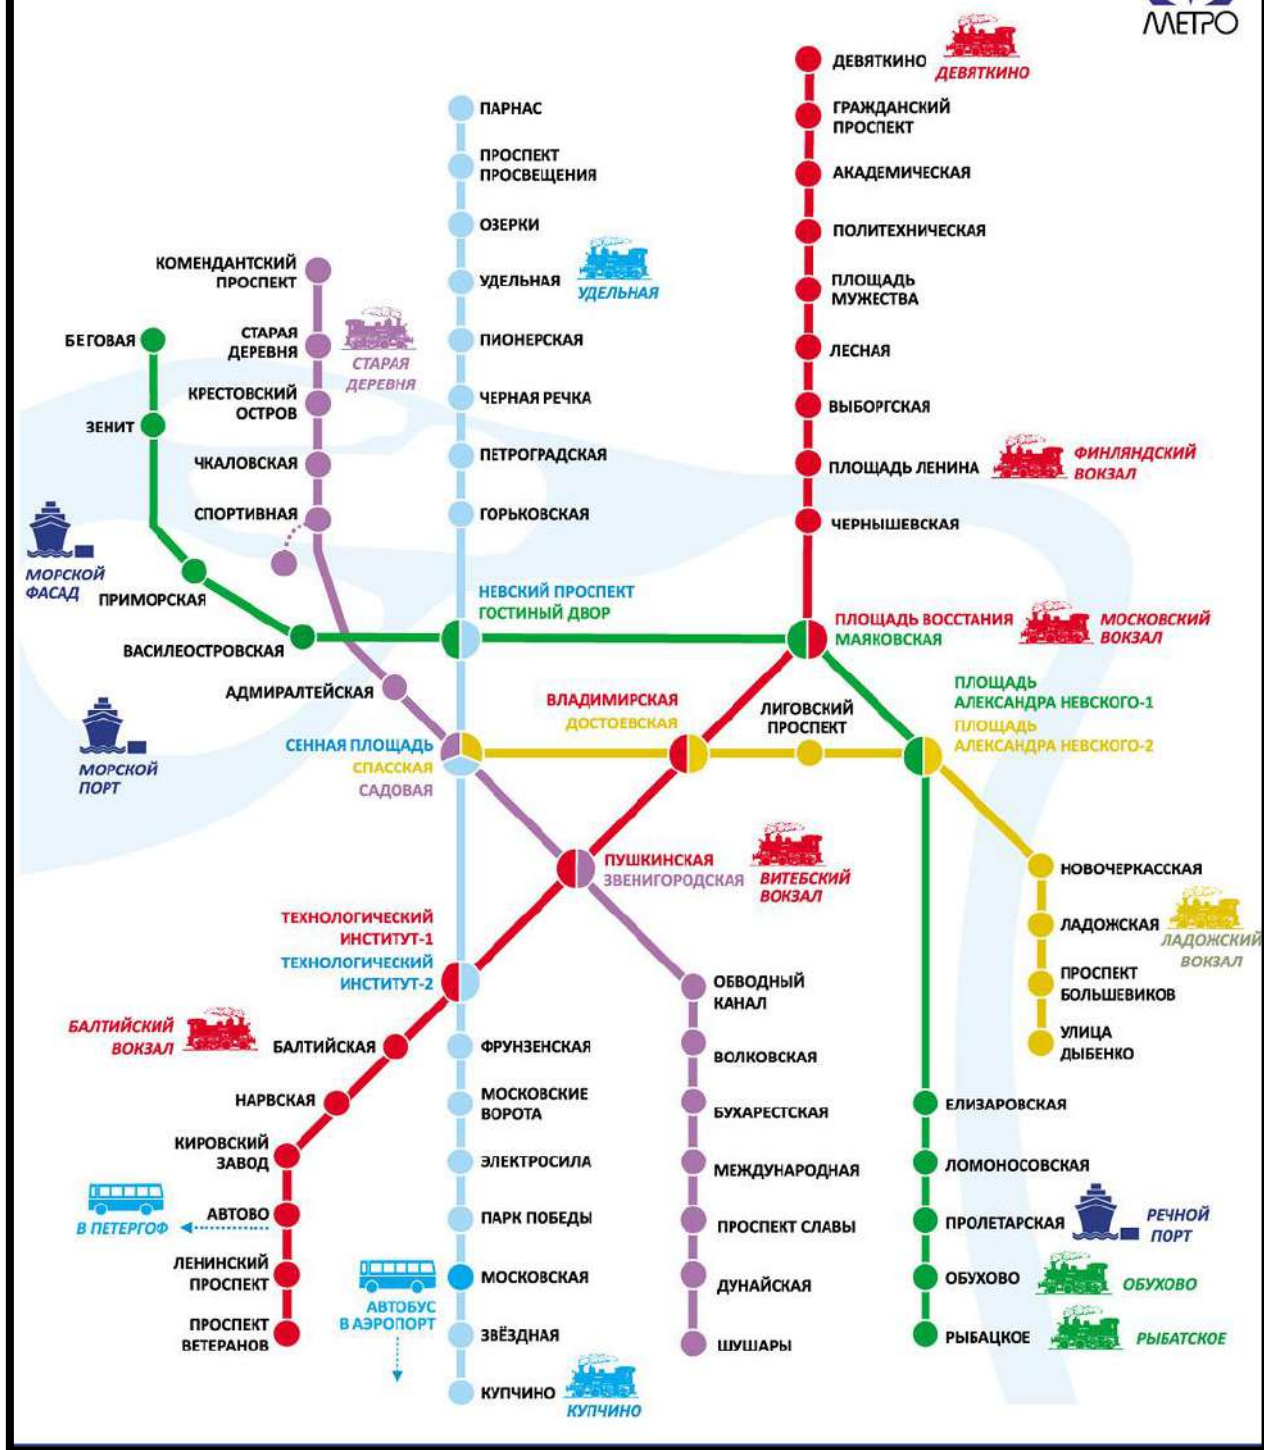 МЕТРО
ДЕВЯТКИНО
ДЕВЯТКИНО
ГРАЖДАНСКИЙ
ПРОСПЕКТ
АКАДЕМИЧЕСКАЯ
ПОЛИТЕХНИЧЕСКАЯ
ПЛОЩАДЬ
МУЖЕСТВА
ЛЕСНАЯ
ВЫБОРГСКАЯ
ПЛОЩАДЬ ЛЕНИНА
ФИНЛЯНДСКИЙ
ВОКЗАЛ
ЧЕРНЫШЕВСКАЯ
ПАРНАС
ПРОСПЕКТ
ПРОСВЕЩЕНИЯ
ОЗЕРКИ
УДЕЛЬНАЯ
УДЕЛЬНАЯ
ПИОНЕРСКАЯ
ЧЕРНАЯ РЕЧКА
ПЕТРОГРАДСКАЯ
ГОРЬКОВСКАЯ
КОМЕНДАНТСКИЙ
ПРОСПЕКТ
СТАРАЯ
ДЕРЕВНЯ
СТАРАЯ
ДЕРЕВНЯ
КРЕСТОВСКИЙ
ОСТРОВ
ЧКАЛОВСКАЯ
СПОРТИВНАЯ
БЕГОВАЯ
ЗЕНИТ
МОРСКОЙ
ФАСАД
ПРИМОРСКАЯ
ВАСИЛЕОСТРОВСКАЯ
НЕВСКИЙ ПРОСПЕКТ
ГОСТИНЫЙ ДВОР
ПЛОЩАДЬ ВОССТАНИЯ
МАЯКОВСКАЯ
МОСКОВСКИЙ
ВОКЗАЛ
АДМИРАЛТЕЙСКАЯ
МОРСКОЙ
ПОРТ
СЕННАЯ ПЛОЩАДЬ
СПАССКАЯ
САДОВАЯ
ВЛАДИМИРСКАЯ
ДОСТОЕВСКАЯ
ЛИГОВСКИЙ
ПРОСПЕКТ
ПЛОЩАДЬ
АЛЕКСАНДРА НЕВСКОГО-1
ПЛОЩАДЬ
АЛЕКСАНДРА НЕВСКОГО-2
ПУШКИНСКАЯ
ЗВЕНИГОРОДСКАЯ
ВИТЕБСКИЙ
ВОКЗАЛ
НОВОЧЕРКАССКАЯ
ЛАДОЖСКАЯ
ЛАДОЖСКИЙ
ВОКЗАЛ
ПРОСПЕКТ
БОЛЬШЕВИКОВ
УЛИЦА
ДЫБЕНКО
ТЕХНОЛОГИЧЕСКИЙ
ИНСТИТУТ-1
ТЕХНОЛОГИЧЕСКИЙ
ИНСТИТУТ-2
БАЛТИЙСКИЙ
ВОКЗАЛ
БАЛТИЙСКАЯ
НАРВСКАЯ
КИРОВСКИЙ
ЗАВОД
АВТОВО
В ПЕТЕРГОФ
ЛЕНИНСКИЙ
ПРОСПЕКТ
ПРОСПЕКТ
ВЕТЕРАНОВ
ФРУНЗЕНСКАЯ
МОСКОВСКИЕ
ВОРОТА
ЭЛЕКТРОСИЛА
ПАРК ПОБЕДЫ
МОСКОВСКАЯ
АВТОБУС
В АЭРОПОРТ
ЗВЁЗДНАЯ
КУПЧИНО
КУПЧИНО
ОБВОДНЫЙ
КАНАЛ
ВОЛКОВСКАЯ
БУХАРЕСТСКАЯ
МЕЖДУНАРОДНАЯ
ПРОСПЕКТ СЛАВЫ
ДУНАЙСКАЯ
ШУШАРЫ
ЕЛИЗАРОВСКАЯ
ЛОМОНОСОВСКАЯ
ПРОЛЕТАРСКАЯ
РЕЧНОЙ
ПОРТ
ОБУХОВО
ОБУХОВО
РЫБАЦКОЕ
РЫБАТСКОЕ